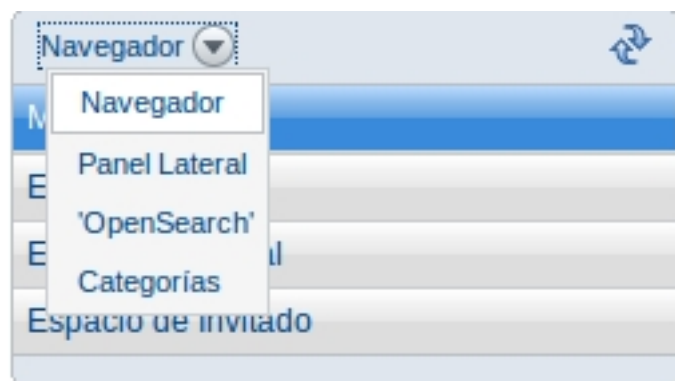 Navegador
Navegador
Panel Lateral
'OpenSearch'
Categorías
Espacio de Invitado